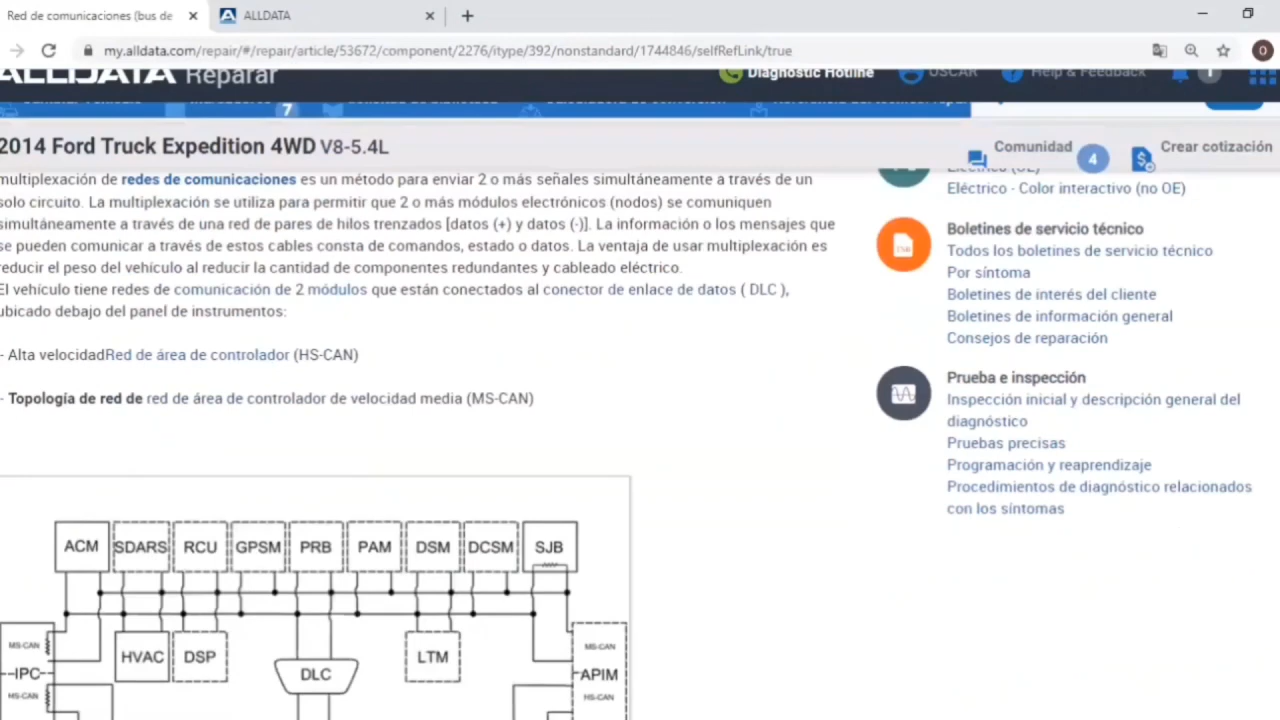 Red de comunicaciones (bus de
ALLDATA
my.alldata.com/repair/#/repair/article/53672/component/2276/itype/392/nonstandard/1744846/selfRefLink/true
O
ALLDATA Reparar
Diagnostic Hotline
OSCAR
Help & Feedback
1
7
2014 Ford Truck Expedition 4WD V8-5.4L
Comunidad
4
Crear cotización
multiplexación de redes de comunicaciones es un método para enviar 2 o más señales simultáneamente a través de un
solo circuito. La multiplexación se utiliza para permitir que 2 o más módulos electrónicos (nodos) se comuniquen
simultáneamente a través de una red de pares de hilos trenzados [datos (+) y datos (-)]. La información o los mensajes que
se pueden comunicar a través de estos cables consta de comandos, estado o datos. La ventaja de usar multiplexación es
reducir el peso del vehículo al reducir la cantidad de componentes redundantes y cableado eléctrico.
El vehículo tiene redes de comunicación de 2 módulos que están conectados al conector de enlace de datos ( DLC ),
ubicado debajo del panel de instrumentos:
- Alta velocidadRed de área de controlador (HS-CAN)
- Topología de red de red de área de controlador de velocidad media (MS-CAN)
Eléctrico (OE)
Eléctrico - Color interactivo (no OE)
TSB
Boletines de servicio técnico
Todos los boletines de servicio técnico
Por síntoma
Boletines de interés del cliente
Boletines de información general
Consejos de reparación
Prueba e inspección
Inspección inicial y descripción general del
diagnóstico
Pruebas precisas
Programación y reaprendizaje
Procedimientos de diagnóstico relacionados
con los síntomas
ACM SDARS RCU GPSM PRB PAM DSM DCSM SJB
MS-CAN
IPC
HS-CAN
HVAC DSP DLC LTM
MS-CAN
APIM
HS-CAN